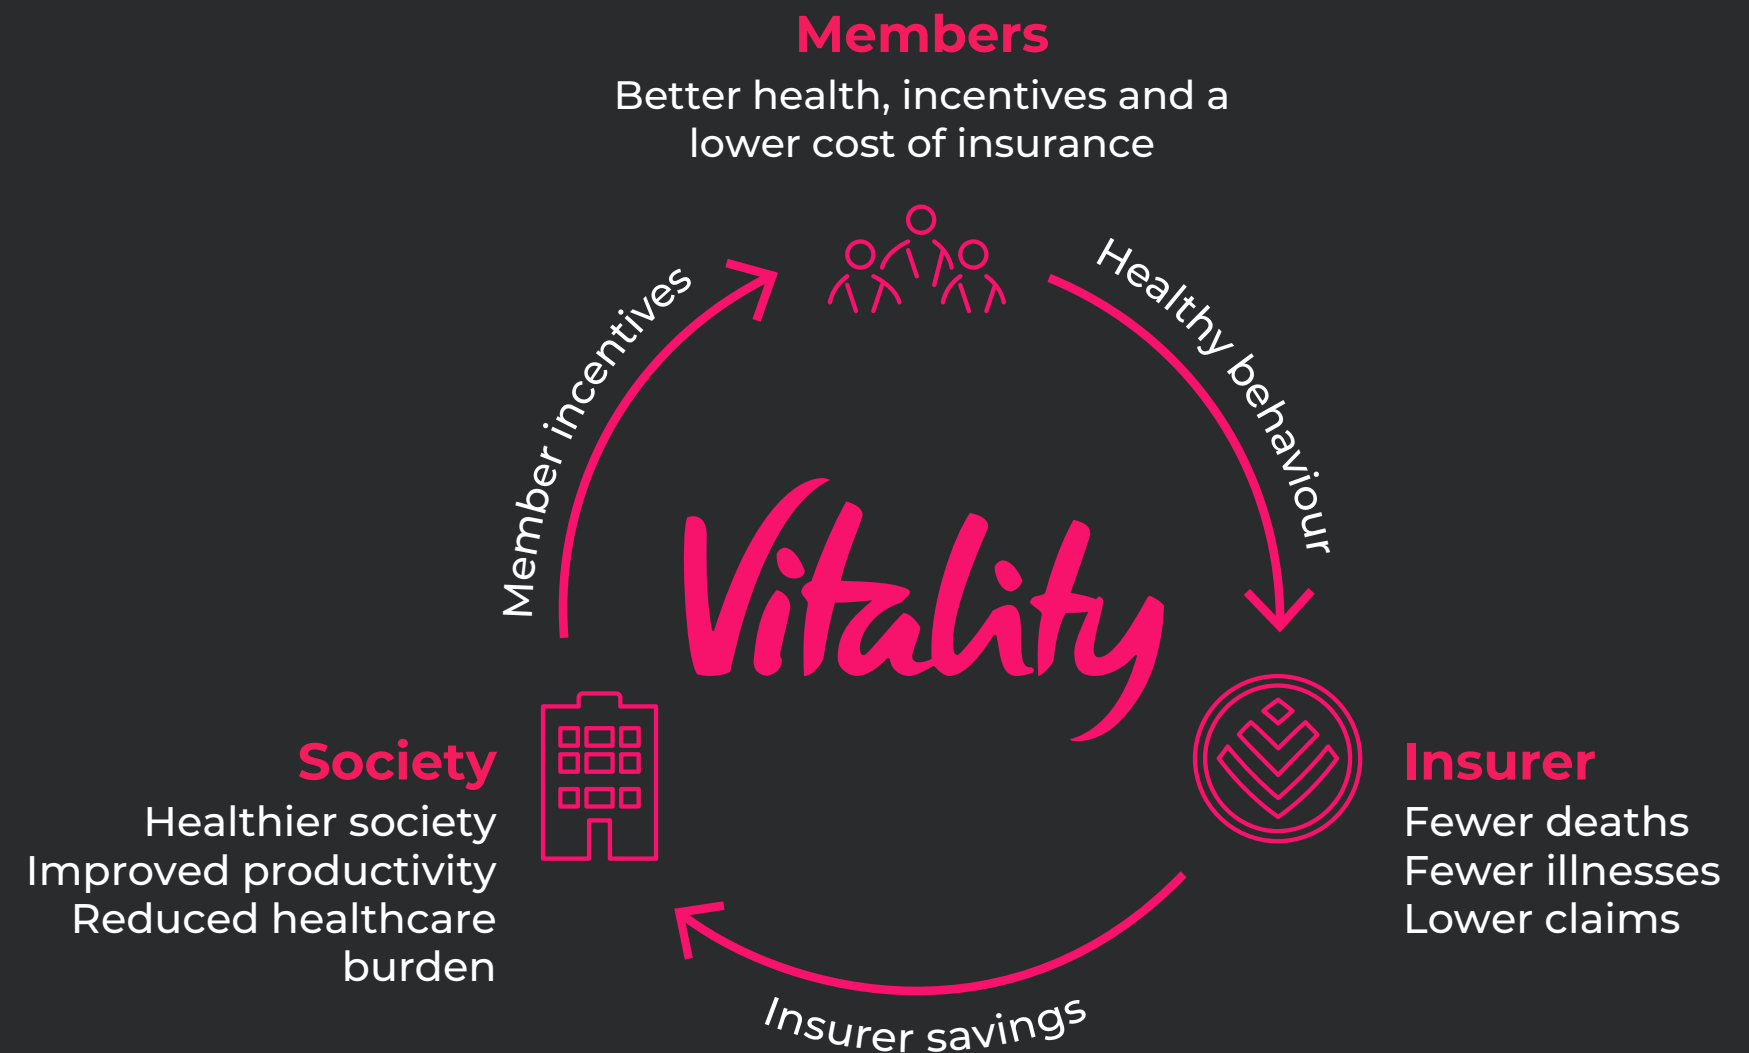 Members
Better health, incentives and a
lower cost of insurance
Member incentives
Healthy behaviour
Vitality
Society
Healthier society
Improved productivity
Reduced healthcare
burden
Insurer
Fewer deaths
Fewer illnesses
Lower claims
Insurer savings